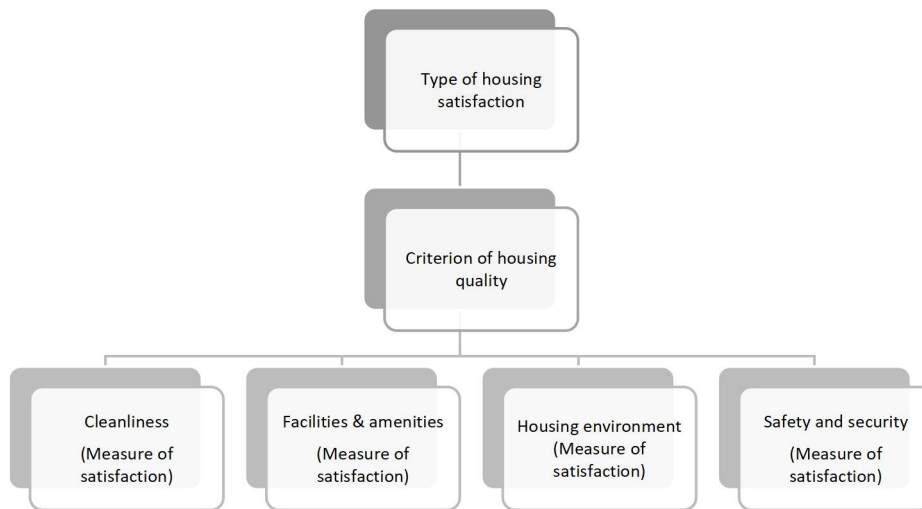 Type of housing
satisfaction
Criterion of housing
quality
Cleanliness
(Measure of
satisfaction)
Facilities & amenities
(Measure of
satisfaction)
Housing environment
(Measure of
satisfaction)
Safety and security
(Measure of
satisfaction)